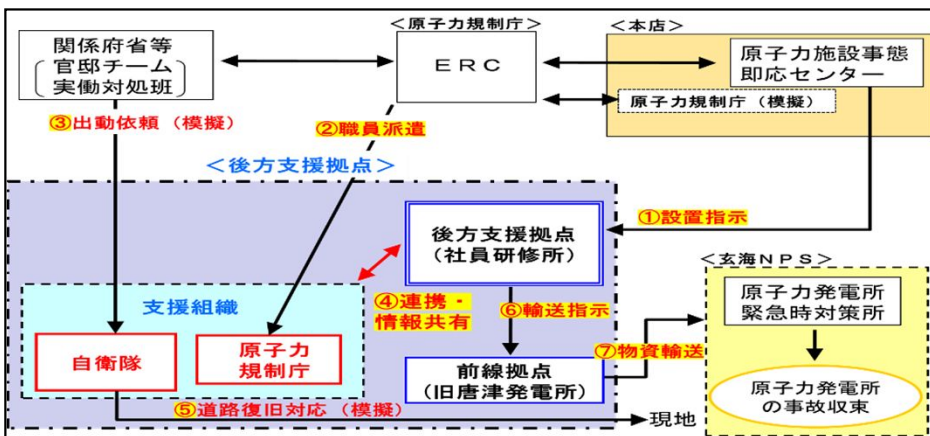 ＜原子力規制庁＞
＜本店＞
関係府省等
官邸チーム
実働対処班
ＥＲＣ
原子力施設事態
即応センター
原子力規制庁（模擬）
③出動依頼（模擬）
②職員派遣
＜後方支援拠点＞
①設置指示
後方支援拠点
（社員研修所）
＜玄海ＮＰＳ＞
原子力発電所
緊急時対策所
支援組織
④連携・
情報共有
⑥輸送指示
自衛隊
原子力
規制庁
前線拠点
（旧唐津発電所）
⑦物資輸送
原子力発電所
の事故収束
⑤道路復旧対応（模擬）
現地